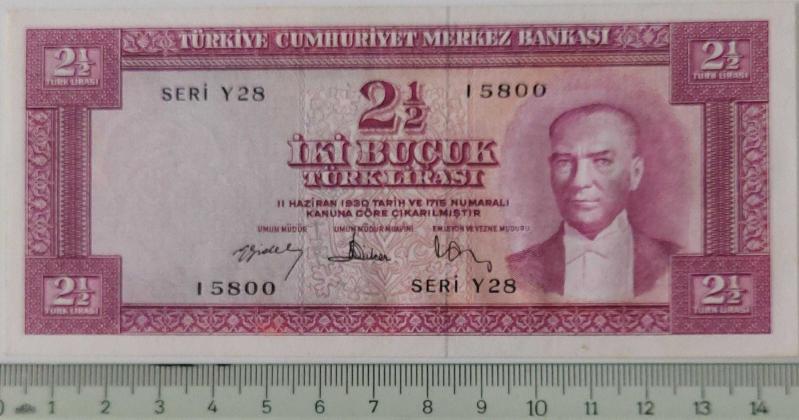 TÜRKİYE CUMHURİYET MERKEZ BANKASI
2½ TÜRK LİRASI
2½ TÜRK LİRASI
SERİ Y28
2½
15800
İKİ BUÇUK
TÜRK LİRASI
11 HAZİRAN 1930 TARİH VE 1715 NUMARALI
KANUNA GÖRE ÇIKARILMIŞTIR
UMUM MÜDÜR
UMUM MÜDÜR MUAVİNİ
EMİSYON VE VEZNE MÜDÜRÜ
15800
SERİ Y28
2½ TÜRK LİRASI
2½ TÜRK LİRASI
0 1 2 3 4 5 6 7 8 9 10 11 12 13 14